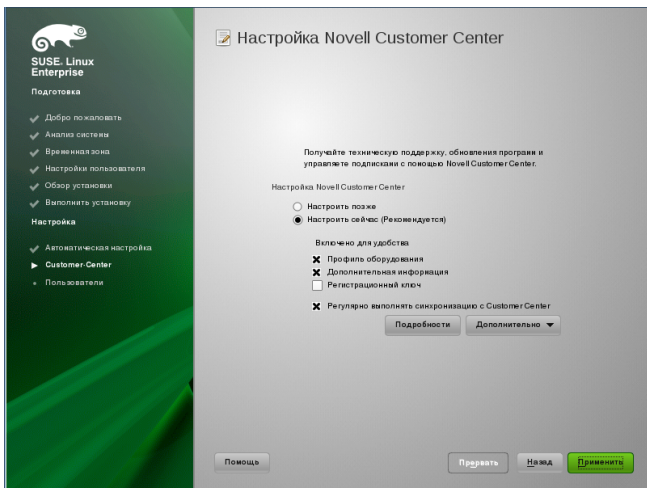 SUSE. Linux
Enterprise
Подготовка
Добро пожаловать
Анализ системы
Временная зона
Настройки пользователя
Обзор установки
Выполнить установку
Настройка
Автоматическая настройка
Customer-Center
Пользователи
Настройка Novell Customer Center
Получайте техническую поддержку, обновления програм и
управляете подписками с помощью Novell Customer Center.
Настройка Novell Customer Center
Настроить позже
Настроить сейчас (Рекомендуется)
Включено для удобства
Профиль оборудования
Дополнительная информация
Регистрационный ключ
Регулярно выполнять синхронизацию с Customer Center
Подробности
Дополнительно
Помощь
Прервать
Назад
Применить